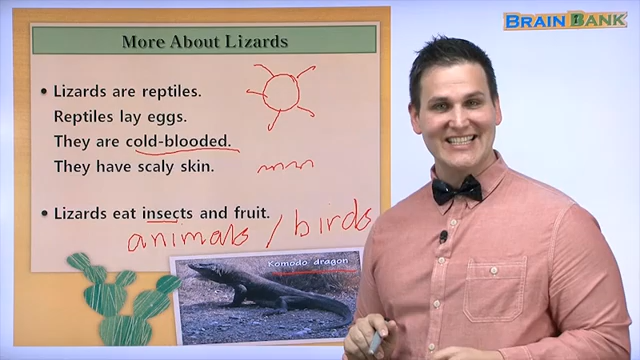 BRAIN BANK
More About Lizards
• Lizards are reptiles.
Reptiles lay eggs.
They are cold-blooded.
They have scaly skin.
• Lizards eat insects and fruit.
animals / birds
Komodo dragon